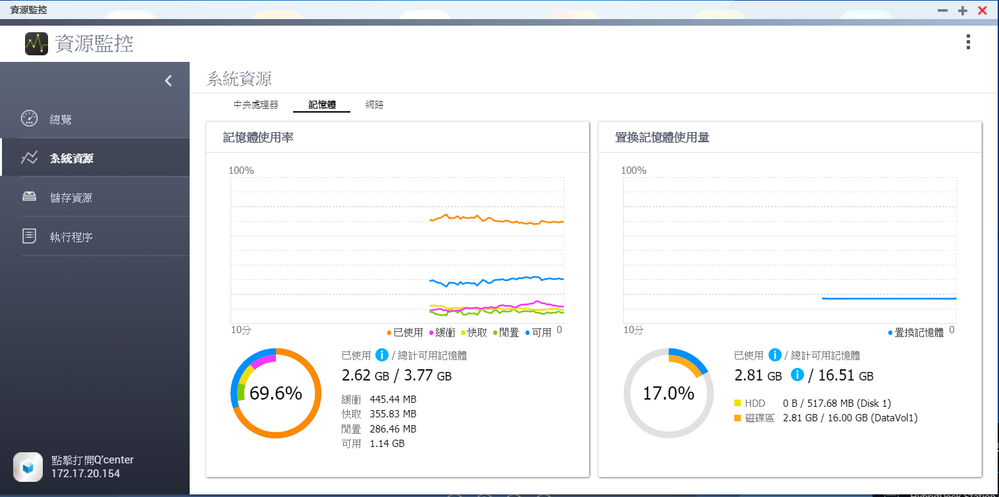 資源監控
資源監控
系統資源
總覽
系統資源
儲存資源
執行程序
點擊打開Q'center
172.17.20.154
中央處理器 記憶體 網路
記憶體使用率
100%
10分 0
已使用 緩衝 快取 閒置 可用
69.6%
已使用 / 總計可用記憶體
2.62 GB / 3.77 GB
緩衝 445.44 MB
快取 355.83 MB
閒置 286.46 MB
可用 1.14 GB
置換記憶體使用量
100%
10分 0
置換記憶體
17.0%
已使用 / 總計可用記憶體
2.81 GB / 16.51 GB
HDD 0 B / 517.68 MB (Disk 1)
磁碟區 2.81 GB / 16.00 GB (DataVol1)
HybridDesk Station